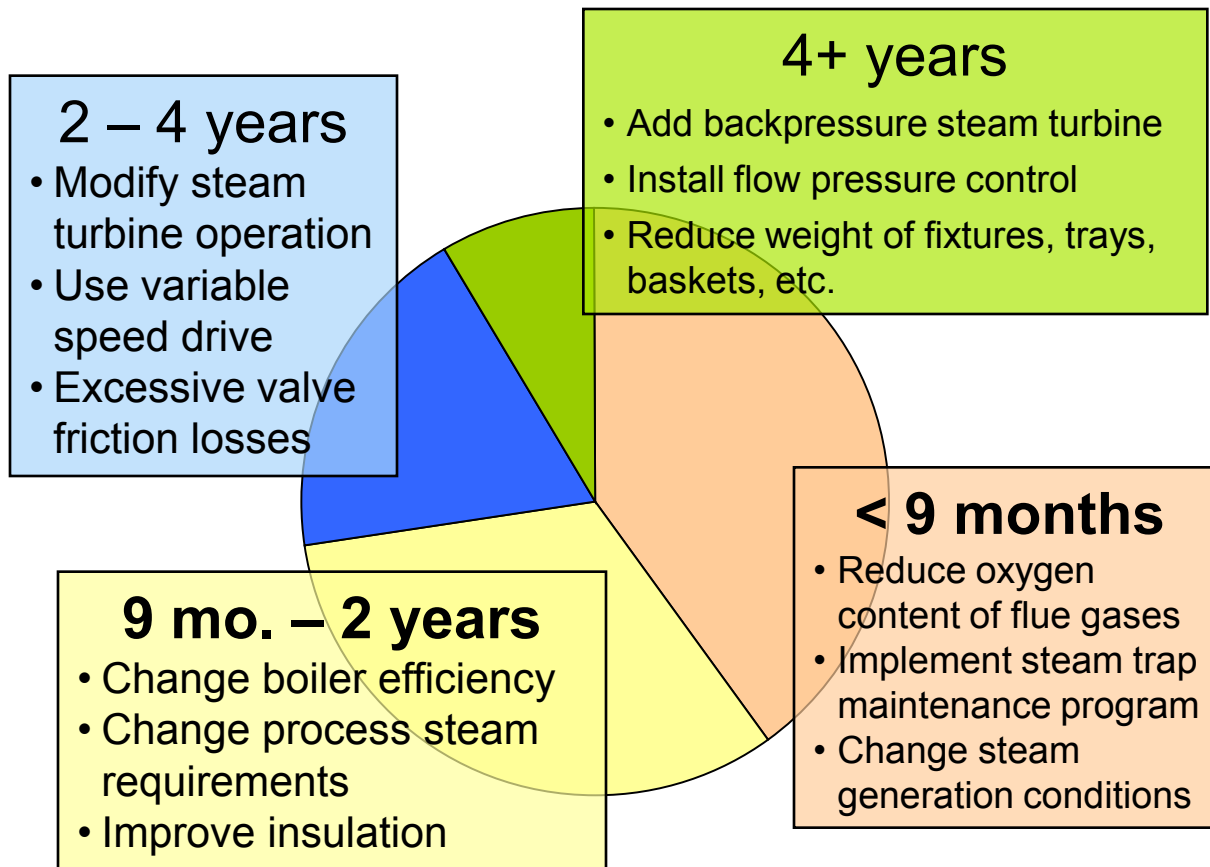 4+ years
• Add backpressure steam turbine
• Install flow pressure control
• Reduce weight of fixtures, trays,
baskets, etc.
2 – 4 years
• Modify steam
turbine operation
• Use variable
speed drive
• Excessive valve
friction losses
< 9 months
• Reduce oxygen
content of flue gases
• Implement steam trap
maintenance program
• Change steam
generation conditions
9 mo. – 2 years
• Change boiler efficiency
• Change process steam
requirements
• Improve insulation